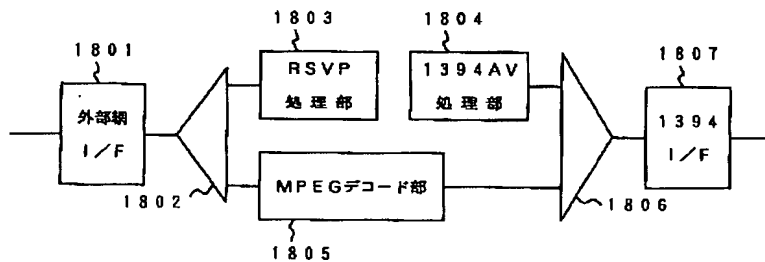 1801
1803
1804
1807
外部網
I/F
RSVP
処理部
1394AV
処理部
1394
I/F
1802
MPEGデコード部
1806
1805